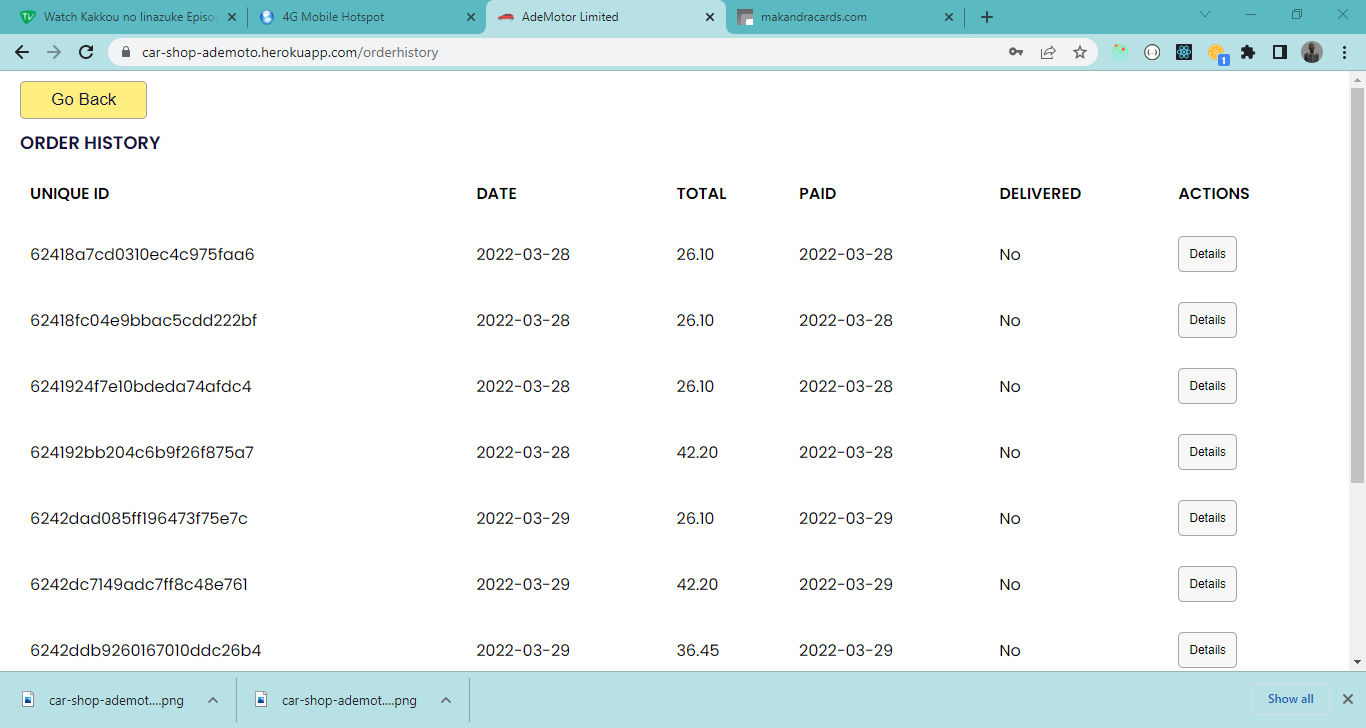 Watch Kakkou no Iinazuke Episod
4G Mobile Hotspot
AdeMotor Limited
makandracards.com
car-shop-ademoto.herokuapp.com/orderhistory
1
Go Back
ORDER HISTORY
UNIQUE ID DATE TOTAL PAID DELIVERED ACTIONS
62418a7cd0310ec4c975faa6 2022-03-28 26.10 2022-03-28 No Details
62418fc04e9bbac5cdd222bf 2022-03-28 26.10 2022-03-28 No Details
6241924f7e10bdeda74afdc4 2022-03-28 26.10 2022-03-28 No Details
624192bb204c6b9f26f875a7 2022-03-28 42.20 2022-03-28 No Details
6242dad085ff196473f75e7c 2022-03-29 26.10 2022-03-29 No Details
6242dc7149adc7ff8c48e761 2022-03-29 42.20 2022-03-29 No Details
6242ddb9260167010ddc26b4 2022-03-29 36.45 2022-03-29 No Details
car-shop-ademot....png
car-shop-ademot....png
Show all